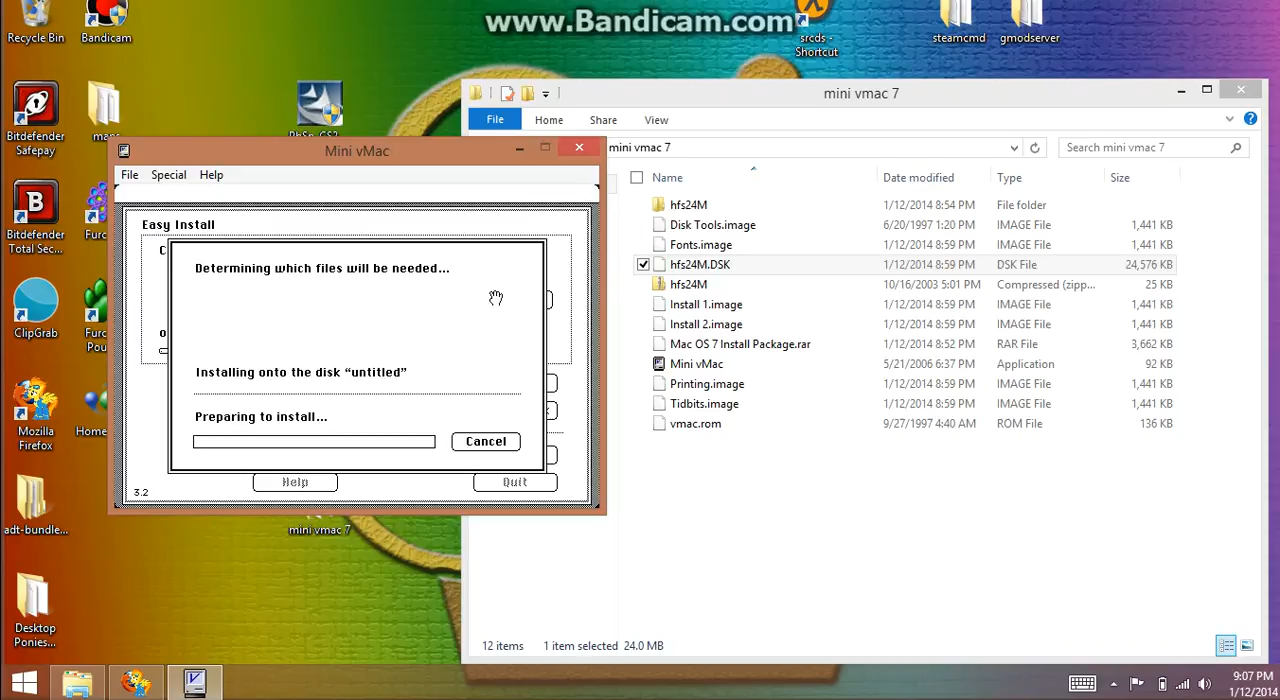 www.Bandicam.com
Recycle Bin
Bandicam
srcds -
Shortcut
steamcmd
gmodserver
Bitdefender
Safepay
Bitdefender
Total Sec...
ClipGrab
Mozilla
Firefox
adt-bundle...
Desktop
Ponies...
Furc
Furc
Pou
Home
mini vmac 7
Mini vMac
File Special Help
Easy Install
Determining which files will be needed...
Installing onto the disk “untitled”
Preparing to install...
Cancel
Help
Quit
3.2
mini vmac 7
File Home Share View
mini vmac 7
Search mini vmac 7
Name Date modified Type Size
hfs24M 1/12/2014 8:54 PM File folder
Disk Tools.image 6/20/1997 1:20 PM IMAGE File 1,441 KB
Fonts.image 1/12/2014 8:59 PM IMAGE File 1,441 KB
hfs24M.DSK 1/12/2014 8:59 PM DSK File 24,576 KB
hfs24M 10/16/2003 5:01 PM Compressed (zipp... 25 KB
Install 1.image 1/12/2014 8:59 PM IMAGE File 1,441 KB
Install 2.image 1/12/2014 8:59 PM IMAGE File 1,441 KB
Mac OS 7 Install Package.rar 1/12/2014 8:52 PM RAR File 3,662 KB
Mini vMac 5/21/2006 6:37 PM Application 92 KB
Printing.image 1/12/2014 8:59 PM IMAGE File 1,441 KB
Tidbits.image 1/12/2014 8:59 PM IMAGE File 1,441 KB
vmac.rom 9/27/1997 4:40 AM ROM File 136 KB
12 items 1 item selected 24.0 MB
9:07 PM
1/12/2014